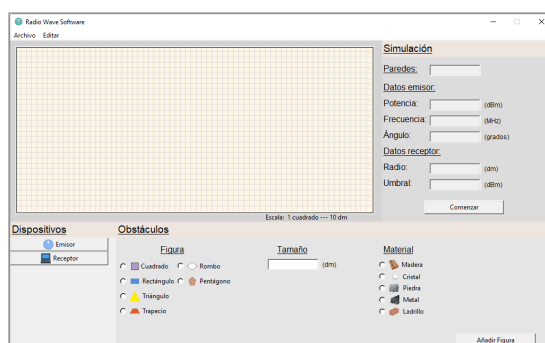 Radio Wave Software
Archivo Editar
Simulación
Paredes:
Datos emisor:
Potencia: (dBm)
Frecuencia: (MHz)
Ángulo: (grados)
Datos receptor:
Radio: (dm)
Umbral: (dBm)
Comenzar
Escala: 1 cuadrado --- 10 dm
Dispositivos
Emisor
Receptor
Obstáculos
Figura
Cuadrado Rombo
Rectángulo Pentágono
Triángulo
Trapecio
Tamaño
(dm)
Material
Madera
Cristal
Piedra
Metal
Ladrillo
Añadir Figura